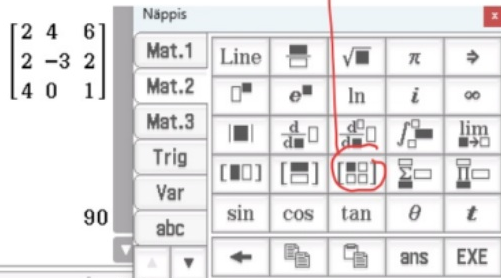 Näppis
x
[2 4 6]
[2 -3 2]
[4 0 1]
90
Mat.1 Line √■ π ⇒
Mat.2 □■ e■ ln i ∞
Mat.3 |■| d/d■□ d□/d■□ ∫□□■ lim ■→□
Trig [■□] [■] [■□□□] Σ□ Π□
Var sin cos tan θ t
abc ans EXE